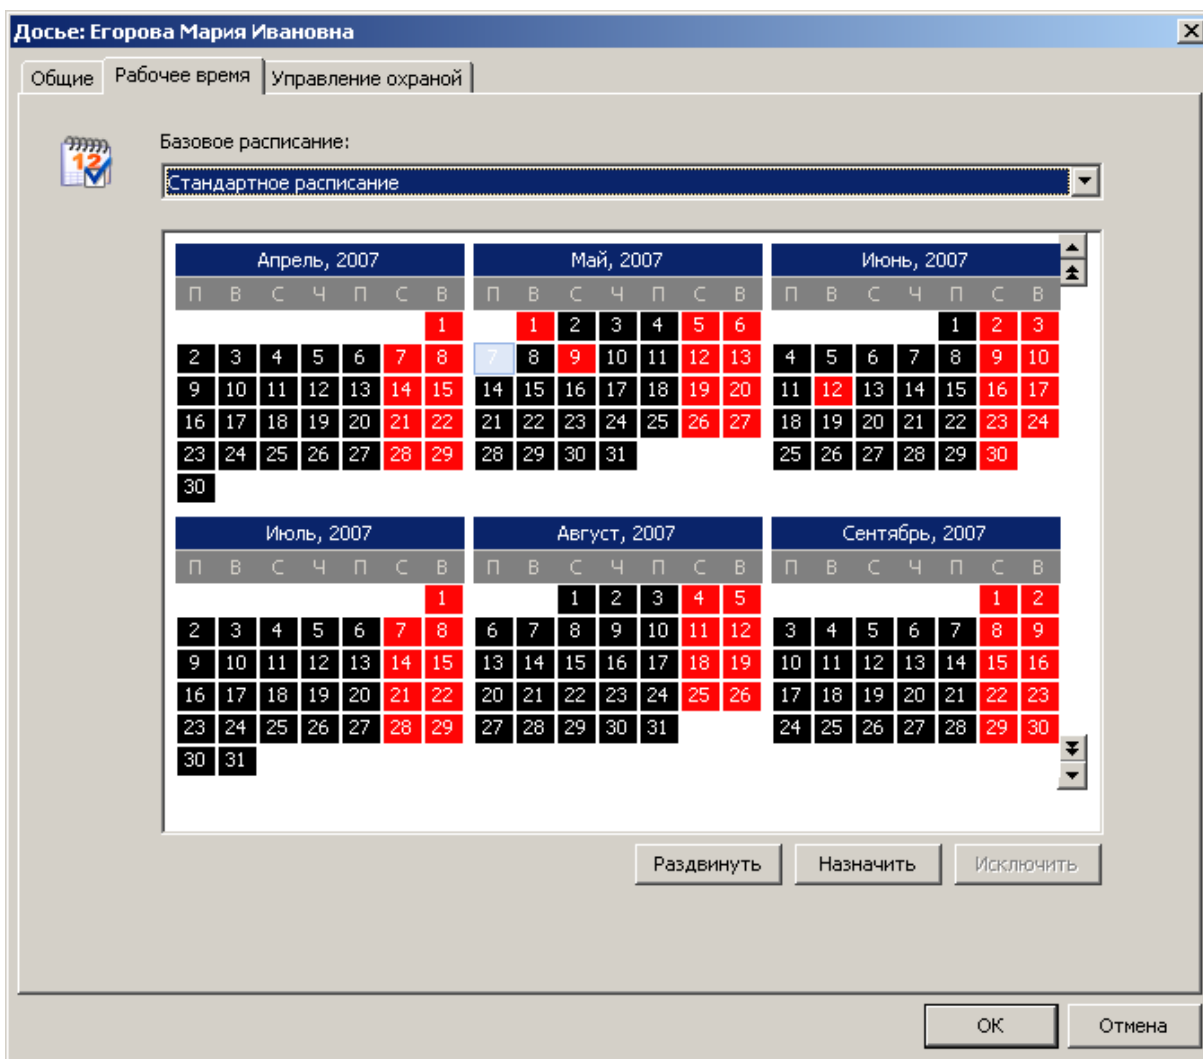 Досье: Егорова Мария Ивановна
Общие Рабочее время Управление охраной
12
Базовое расписание:
Стандартное расписание
Апрель, 2007 Май, 2007 Июнь, 2007
П В С Ч П С В П В С Ч П С В П В С Ч П С В
1 1 2 3 4 5 6 1 2 3
2 3 4 5 6 7 8 7 8 9 10 11 12 13 4 5 6 7 8 9 10
9 10 11 12 13 14 15 14 15 16 17 18 19 20 11 12 13 14 15 16 17
16 17 18 19 20 21 22 21 22 23 24 25 26 27 18 19 20 21 22 23 24
23 24 25 26 27 28 29 28 29 30 31 25 26 27 28 29 30
30
Июль, 2007 Август, 2007 Сентябрь, 2007
П В С Ч П С В П В С Ч П С В П В С Ч П С В
1 1 2 3 4 5 1 2
2 3 4 5 6 7 8 6 7 8 9 10 11 12 3 4 5 6 7 8 9
9 10 11 12 13 14 15 13 14 15 16 17 18 19 10 11 12 13 14 15 16
16 17 18 19 20 21 22 20 21 22 23 24 25 26 17 18 19 20 21 22 23
23 24 25 26 27 28 29 27 28 29 30 31 24 25 26 27 28 29 30
30 31
Раздвинуть Назначить Исключить
ОК Отмена